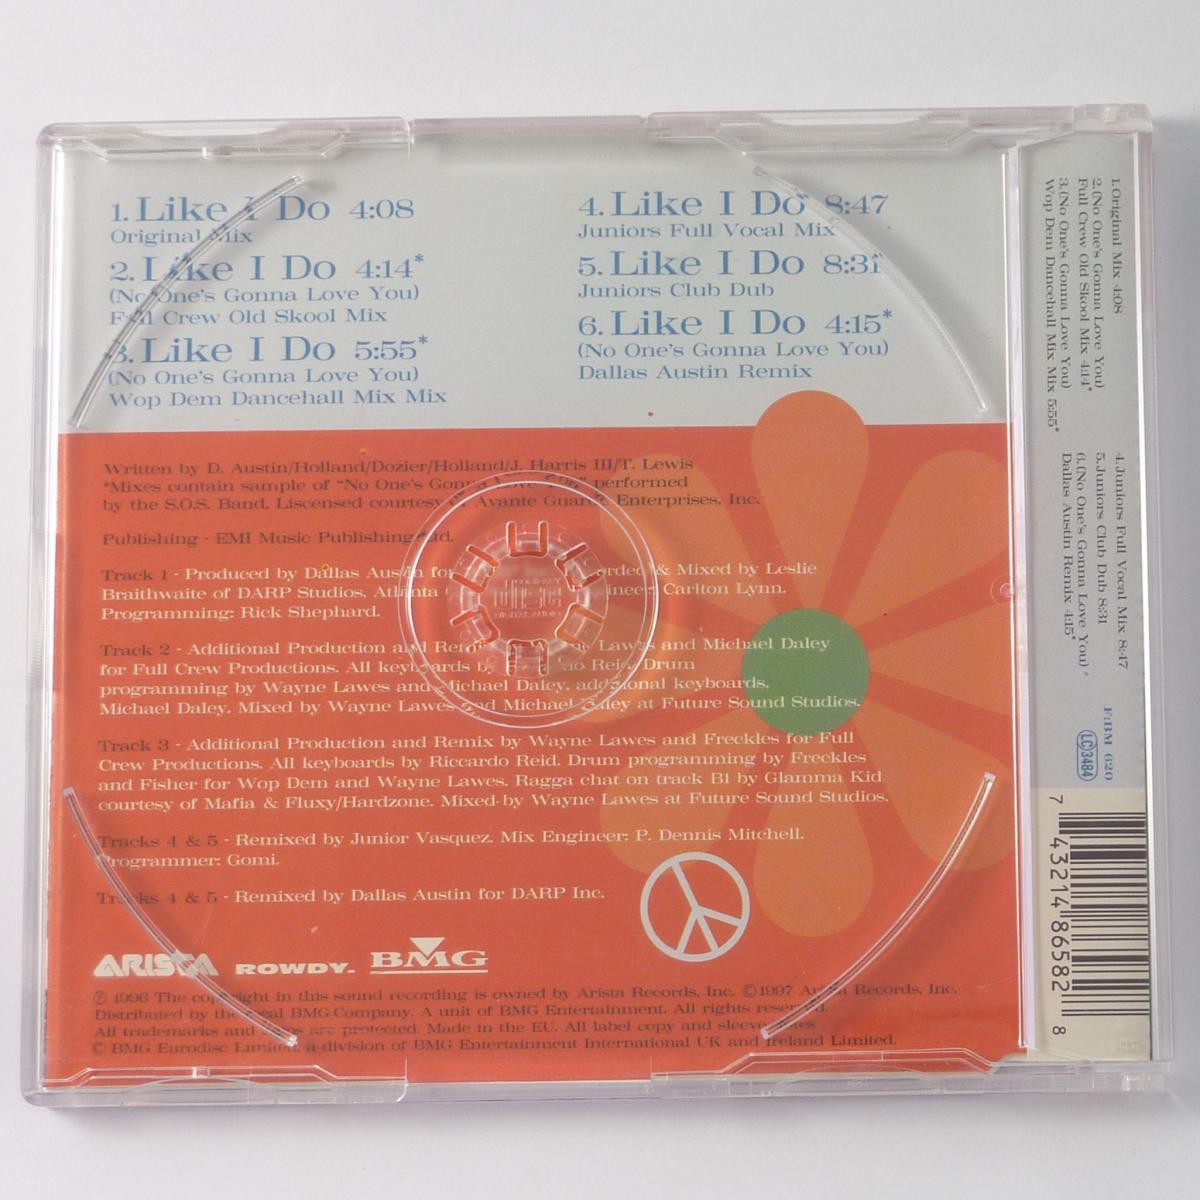 1. Like I Do 4:08
Original Mix
2. Like I Do 4:14*
(No One's Gonna Love You)
Full Crew Old Skool Mix
3. Like I Do 5:55*
(No One's Gonna Love You)
Wop Dem Dancehall Mix Mix
4. Like I Do 8:47
Juniors Full Vocal Mix
5. Like I Do 8:31
Juniors Club Dub
6. Like I Do 4:15*
(No One's Gonna Love You)
Dallas Austin Remix
Written by D. Austin/Holland/Dozier/Holland/J. Harris III/T. Lewis
*Mixes contain sample of "No One's Gonna Love You" performed
by the S.O.S. Band. Liscensed courtesy of Avante Guarde Enterprises, Inc.
Publishing - EMI Music Publishing Ltd.
Track 1 - Produced by Dallas Austin for Recorded & Mixed by Leslie
Braithwaite of DARP Studios, Atlanta Engineer: Carlton Lynn.
Programming: Rick Shephard.
Track 2 - Additional Production and Remix Wayne Lawes and Michael Daley
for Full Crew Productions. All keyboards Reid. Drum
programming by Wayne Lawes and Michael Daley, additional keyboards,
Michael Daley. Mixed by Wayne Lawes and Michael Daley at Future Sound Studios.
Track 3 - Additional Production and Remix by Wayne Lawes and Freckles for Full
Crew Productions. All keyboards by Riccardo Reid. Drum programming by Freckles
and Fisher for Wop Dem and Wayne Lawes. Ragga chat on track B1 by Glamma Kid
courtesy of Mafia & Fluxy/Hardzone. Mixed by Wayne Lawes at Future Sound Studios.
Tracks 4 & 5 - Remixed by Junior Vasquez. Mix Engineer: P. Dennis Mitchell.
Programmer: Gomi.
Tracks 4 & 5 - Remixed by Dallas Austin for DARP Inc.
ARISTA ROWDY. BMG
℗ 1996 The copyright in this sound recording is owned by Arista Records, Inc. © 1997 Arista Records, Inc.
Distributed by the local BMG Company. A unit of BMG Entertainment. All rights reserved.
All trademarks and logos are protected. Made in the EU. All label copy and sleeve notes
© BMG Eurodisc Limited, a division of BMG Entertainment International UK and Ireland Limited.
1. Original Mix 4:08
2. (No One's Gonna Love You)
Full Crew Old Skool Mix 4:14*
3. (No One's Gonna Love You)
Wop Dem Dancehall Mix Mix 5:55*
4. Juniors Full Vocal Mix 8:47
5. Juniors Club Dub 8:31
6. (No One's Gonna Love You)
Dallas Austin Remix 4:15*
F:BM 620
LC 3484
7 43214 86582 8